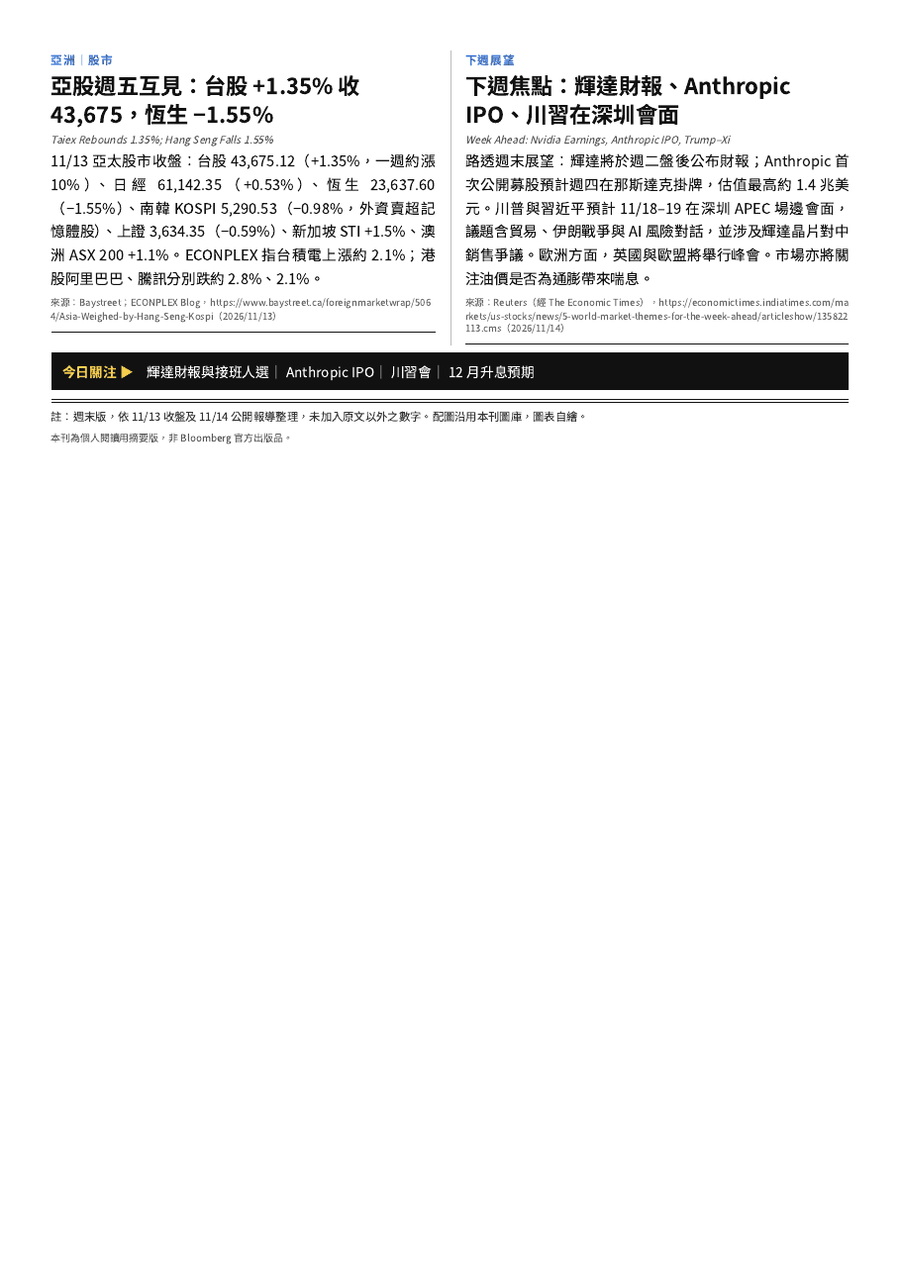 亞洲｜股市
亞股週五互見：台股 +1.35% 收
43,675，恆生 −1.55%
Taiex Rebounds 1.35%; Hang Seng Falls 1.55%
11/13 亞太股市收盤：台股 43,675.12（+1.35%，一週約漲
10%）、日經 61,142.35（+0.53%）、恆生 23,637.60
（−1.55%）、南韓 KOSPI 5,290.53（−0.98%，外資賣超記
憶體股）、上證 3,634.35（−0.59%）、新加坡 STI +1.5%、澳
洲 ASX 200 +1.1%。ECONPLEX 指台積電上漲約 2.1%；港
股阿里巴巴、騰訊分別跌約 2.8%、2.1%。
來源：Baystreet；ECONPLEX Blog，https://www.baystreet.ca/foreignmarketwrap/506
4/Asia-Weighed-by-Hang-Seng-Kospi（2026/11/13）
下週展望
下週焦點：輝達財報、Anthropic
IPO、川習在深圳會面
Week Ahead: Nvidia Earnings, Anthropic IPO, Trump–Xi
路透週末展望：輝達將於週二盤後公布財報；Anthropic 首
次公開募股預計週四在那斯達克掛牌，估值最高約 1.4 兆美
元。川普與習近平預計 11/18–19 在深圳 APEC 場邊會面，
議題含貿易、伊朗戰爭與 AI 風險對話，並涉及輝達晶片對中
銷售爭議。歐洲方面，英國與歐盟將舉行峰會。市場亦將關
注油價是否為通膨帶來喘息。
來源：Reuters（經 The Economic Times），https://economictimes.indiatimes.com/ma
rkets/us-stocks/news/5-world-market-themes-for-the-week-ahead/articleshow/135822
113.cms（2026/11/14）
今日關注 ▶ 輝達財報與接班人選｜Anthropic IPO｜川習會｜12 月升息預期
註：週末版，依 11/13 收盤及 11/14 公開報導整理，未加入原文以外之數字。配圖沿用本刊圖庫，圖表自繪。
本刊為個人閱讀用摘要版，非 Bloomberg 官方出版品。